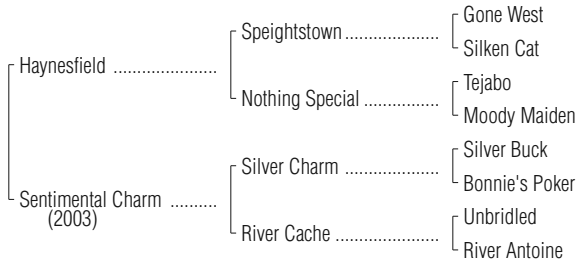 Gone West
Speightstown ....................
Silken Cat
Haynesfield ......................
Tejabo
Nothing Special ................
Moody Maiden
Silver Buck
Silver Charm ....................
Bonnie's Poker
Sentimental Charm ..........
(2003)
Unbridled
River Cache ......................
River Antoine